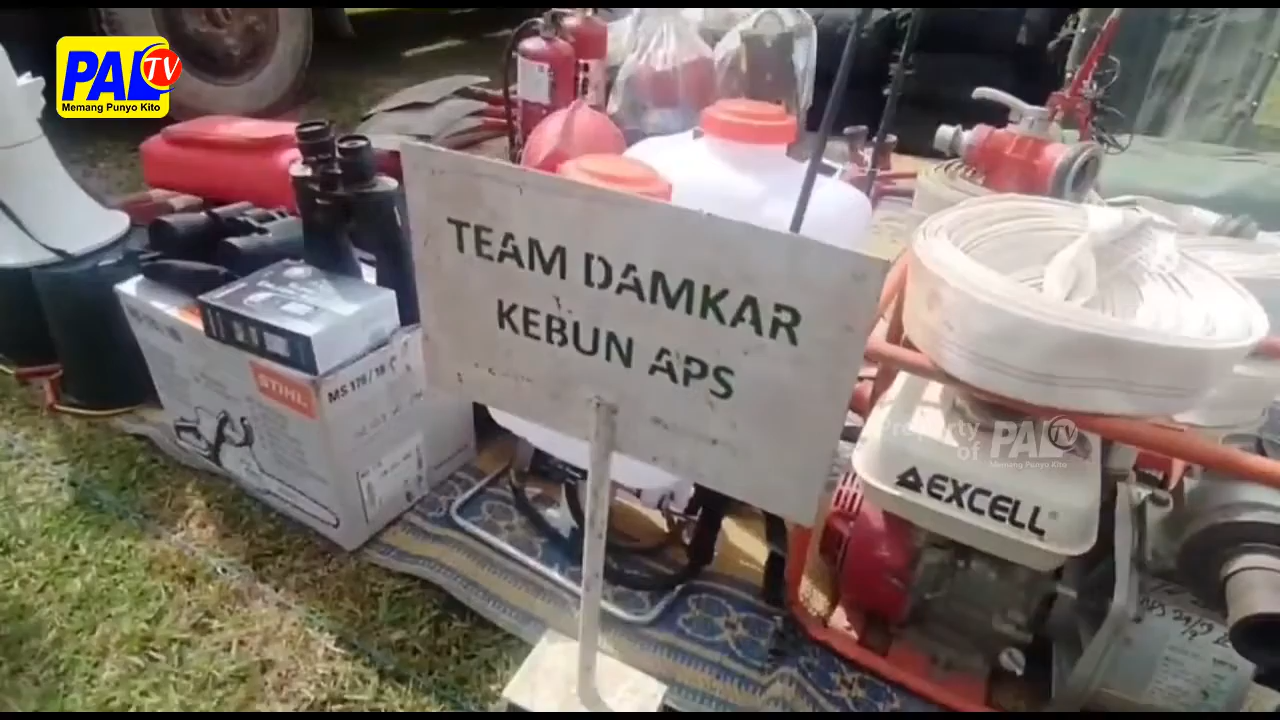 PAL TV
Memang Punyo Kito
TEAM DAMKAR
KEBUN APS
STIHL
MS 170 / 18 C
Property of PAL TV
Memang Punyo Kito
EXCELL